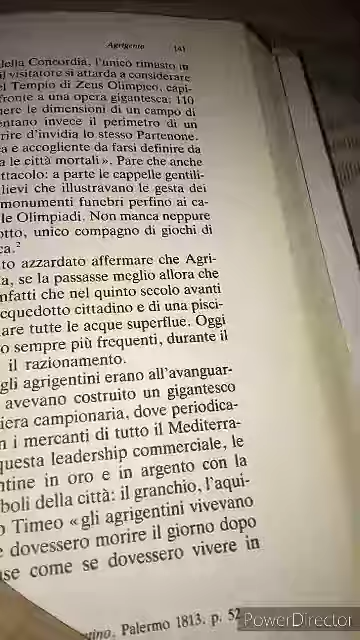 Agrigento 141
della Concordia, l'unico rimasto in
il visitatore si attarda a considerare
el Tempio di Zeus Olimpico, capi-
fronte a una opera gigantesca: 110
nere le dimensioni di un campo di
entano invece il perimetro di un
rire d'invidia lo stesso Partenone.
a e accogliente da farsi definire da
a le città mortali». Pare che anche
ttacolo: a parte le cappelle gentili-
lievi che illustravano le gesta dei
monumenti funebri perfino ai ca-
le Olimpiadi. Non manca neppure
otto, unico compagno di giochi di
ca.²
to azzardato affermare che Agri-
a, se la passasse meglio allora che
nfatti che nel quinto secolo avanti
cquedotto cittadino e di una pisci-
are tutte le acque superflue. Oggi
o sempre più frequenti, durante il
il razionamento.
gli agrigentini erano all'avanguar-
avevano costruito un gigantesco
iera campionaria, dove periodica-
n i mercanti di tutto il Mediterra-
questa leadership commerciale, le
ntine in oro e in argento con la
boli della città: il granchio, l'aqui-
o Timeo «gli agrigentini vivevano
e dovessero morire il giorno dopo
se come se dovessero vivere in
gino, Palermo 1813, p. 52
PowerDirector